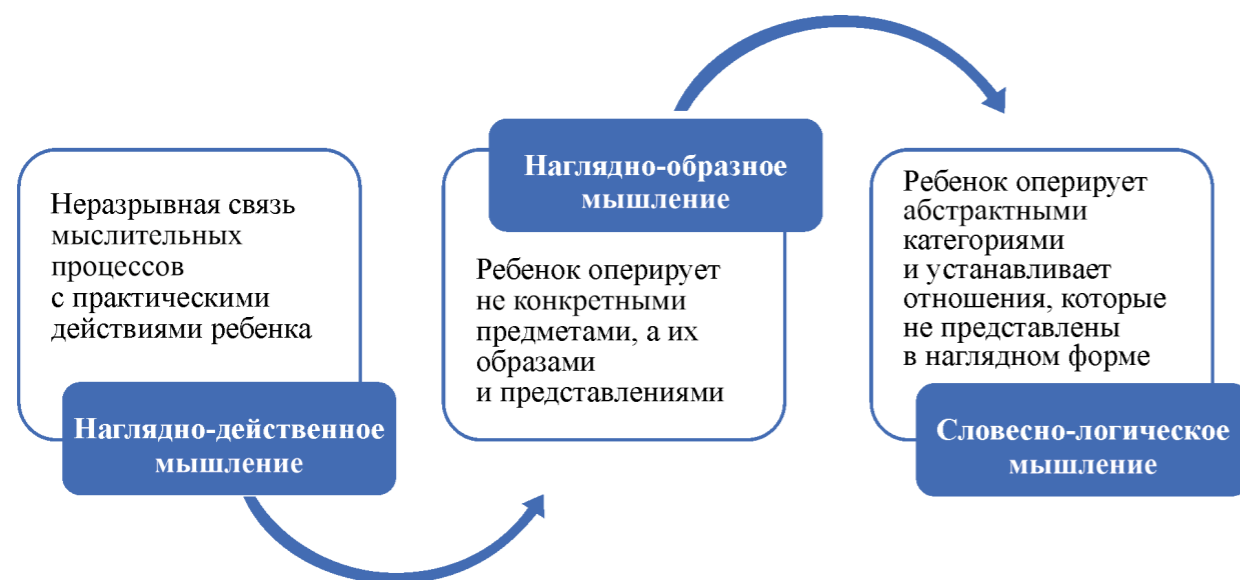 Неразрывная связь
мыслительных
процессов
с практическими
действиями ребенка
Наглядно-действенное
мышление
Наглядно-образное
мышление
Ребенок оперирует
не конкретными
предметами, а их
образами
и представлениями
Ребенок оперирует
абстрактными
категориями
и устанавливает
отношения, которые
не представлены
в наглядном форме
Словесно-логическое
мышление